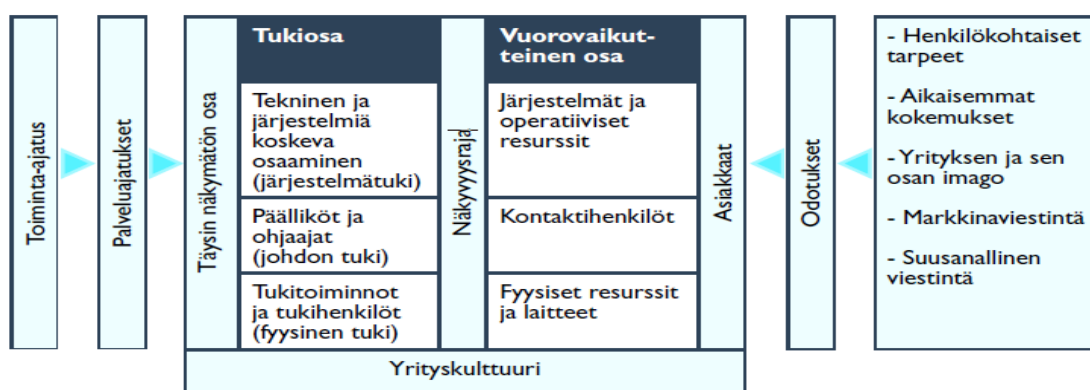 Toiminta-ajatus
Palveluajatukset
Täysin näkymätön osa
Tukiosa
Tekninen ja
järjestelmiä
koskeva
osaaminen
(järjestelmätuki)
Päälliköt ja
ohjaajat
(johdon tuki)
Tukitoiminnot
ja tukihenkilöt
(fyysinen tuki)
Näkyvyysraja
Vuorovaikut-
teinen osa
Järjestelmät ja
operatiiviset
resurssit
Kontaktihenkilöt
Fyysiset resurssit
ja laitteet
Asiakkaat
Yrityskulttuuri
Odotukset
- Henkilökohtaiset
tarpeet
- Aikaisemmat
kokemukset
- Yrityksen ja sen
osan imago
- Markkinaviestintä
- Suusanallinen
viestintä